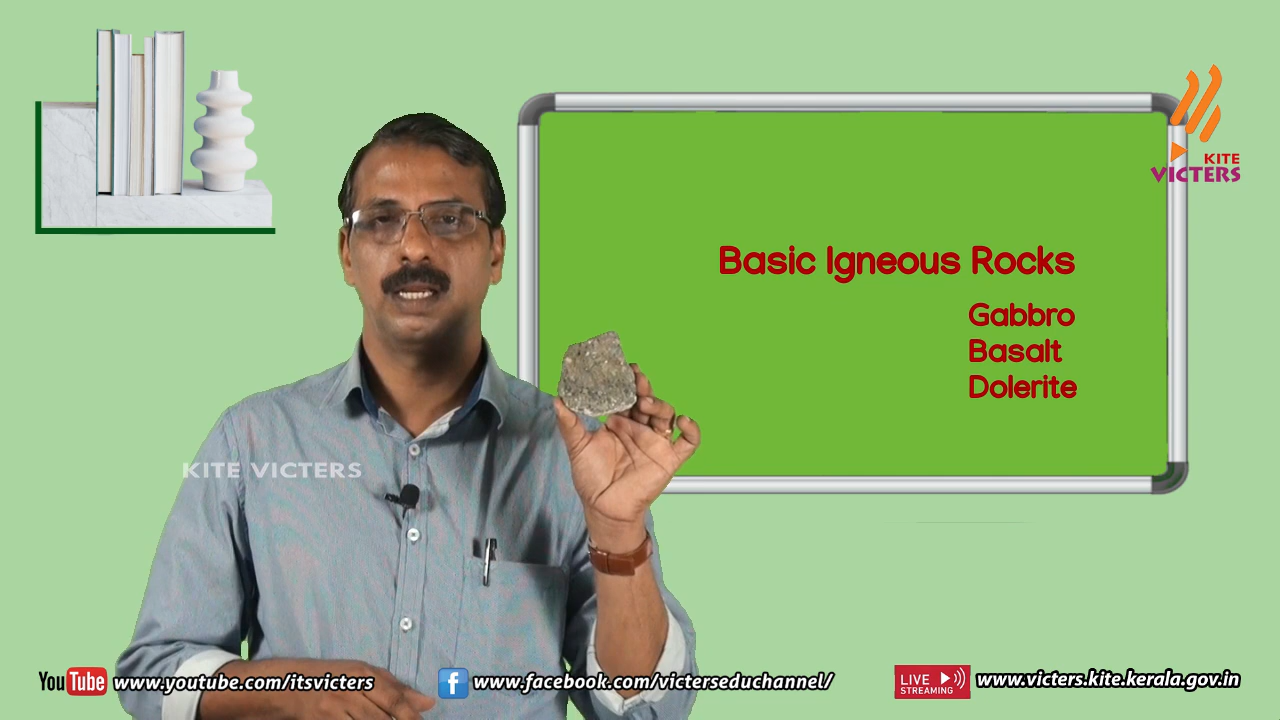 KITE
VICTERS
Basic Igneous Rocks
Gabbro
Basalt
Dolerite
KITE VICTERS
YouTube www.youtube.com/itsvicters
f www.facebook.com/victerseduchannel/
LIVE
STREAMING
www.victers.kite.kerala.gov.in